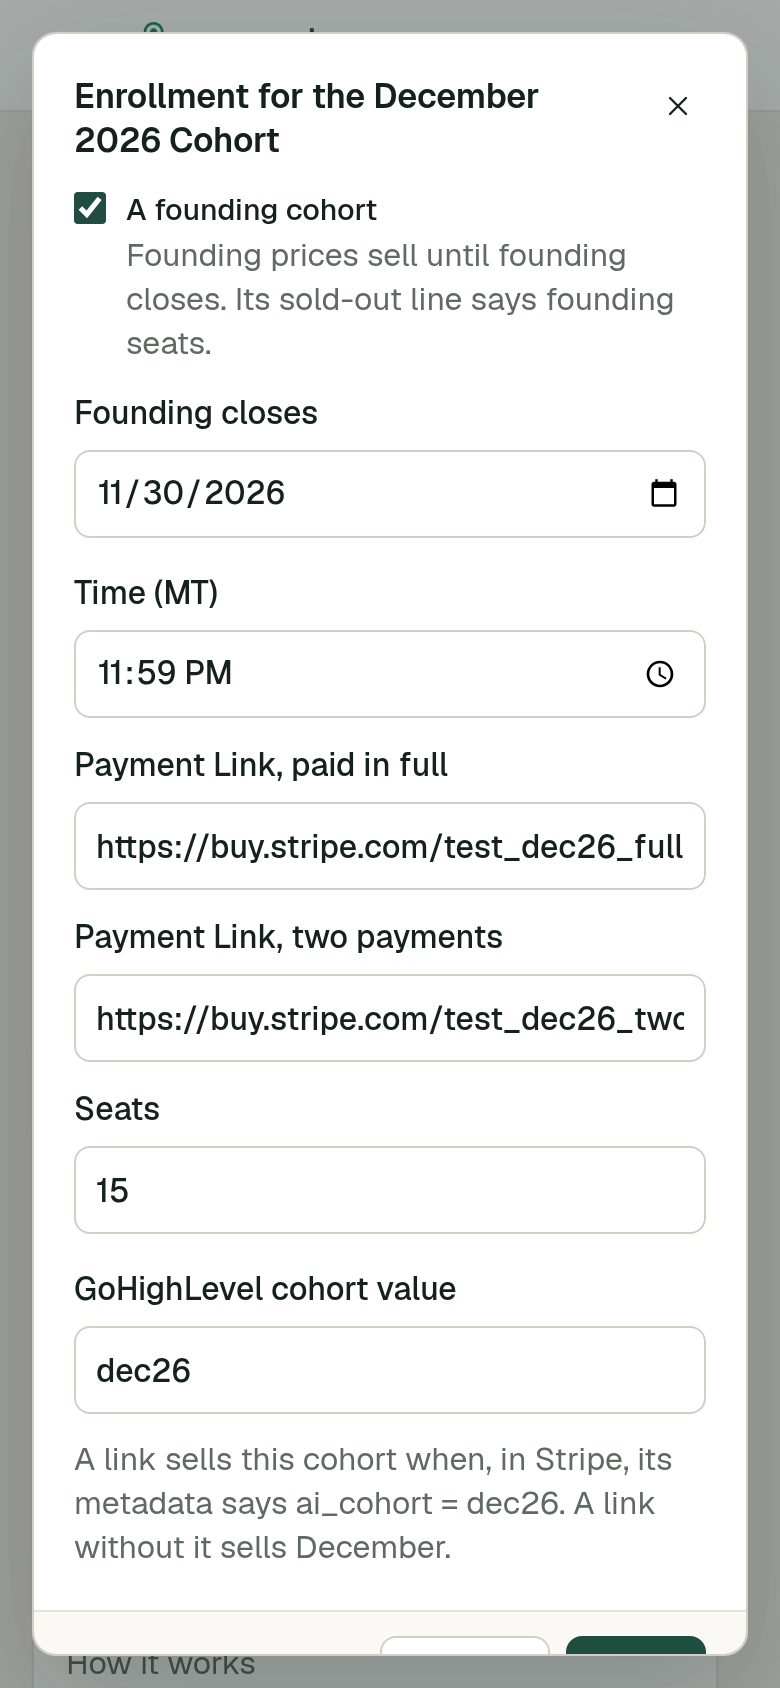 Enrollment for the December
2026 Cohort
A founding cohort
Founding prices sell until founding
closes. Its sold-out line says founding
seats.
Founding closes
11/30/2026
Time (MT)
11:59 PM
Payment Link, paid in full
https://buy.stripe.com/test_dec26_full
Payment Link, two payments
https://buy.stripe.com/test_dec26_two
Seats
15
GoHighLevel cohort value
dec26
A link sells this cohort when, in Stripe, its
metadata says ai_cohort = dec26. A link
without it sells December.
How it works